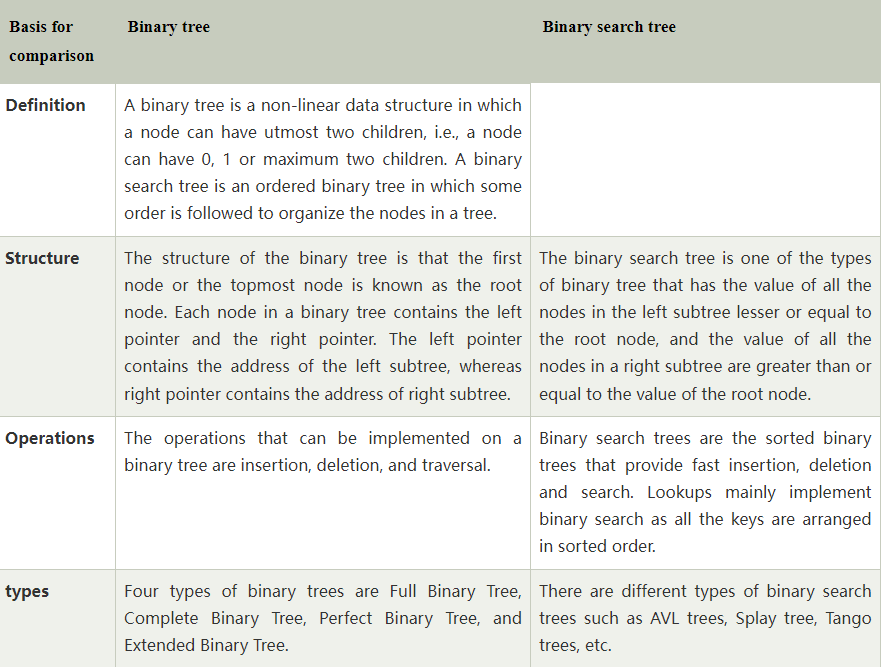 Basis for
comparison
Binary tree
Binary search tree
Definition
A binary tree is a non-linear data structure in which
a node can have utmost two children, i.e., a node
can have 0, 1 or maximum two children. A binary
search tree is an ordered binary tree in which some
order is followed to organize the nodes in a tree.
Structure
The structure of the binary tree is that the first
node or the topmost node is known as the root
node. Each node in a binary tree contains the left
pointer and the right pointer. The left pointer
contains the address of the left subtree, whereas
right pointer contains the address of right subtree.
The binary search tree is one of the types
of binary tree that has the value of all the
nodes in the left subtree lesser or equal to
the root node, and the value of all the
nodes in a right subtree are greater than or
equal to the value of the root node.
Operations
The operations that can be implemented on a
binary tree are insertion, deletion, and traversal.
Binary search trees are the sorted binary
trees that provide fast insertion, deletion
and search. Lookups mainly implement
binary search as all the keys are arranged
in sorted order.
types
Four types of binary trees are Full Binary Tree,
Complete Binary Tree, Perfect Binary Tree, and
Extended Binary Tree.
There are different types of binary search
trees such as AVL trees, Splay tree, Tango
trees, etc.